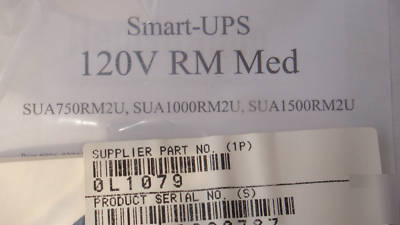 Smart-UPS
120V RM Med
SUA750RM2U, SUA1000RM2U, SUA1500RM2U
SUPPLIER PART NO. (1P)
0L1079
PRODUCT SERIAL NO. (S)